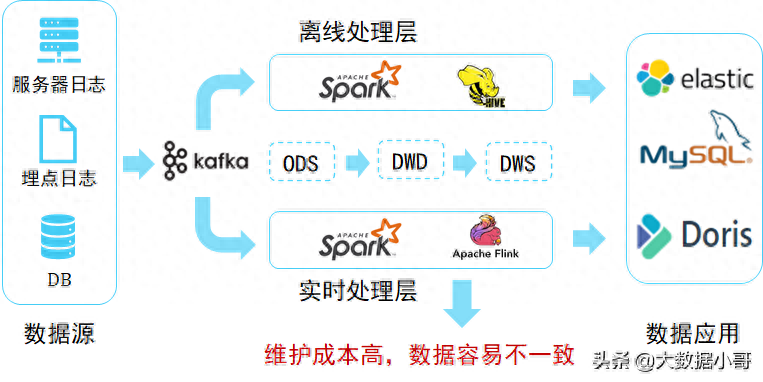 服务器日志
埋点日志
DB
数据源
kafka
离线处理层
APACHE
Spark
HIVE
ODS
DWD
DWS
APACHE
Spark
Apache Flink
实时处理层
维护成本高，数据容易不一致
elastic
MySQL
Doris
数据应用
头条 @大数据小哥